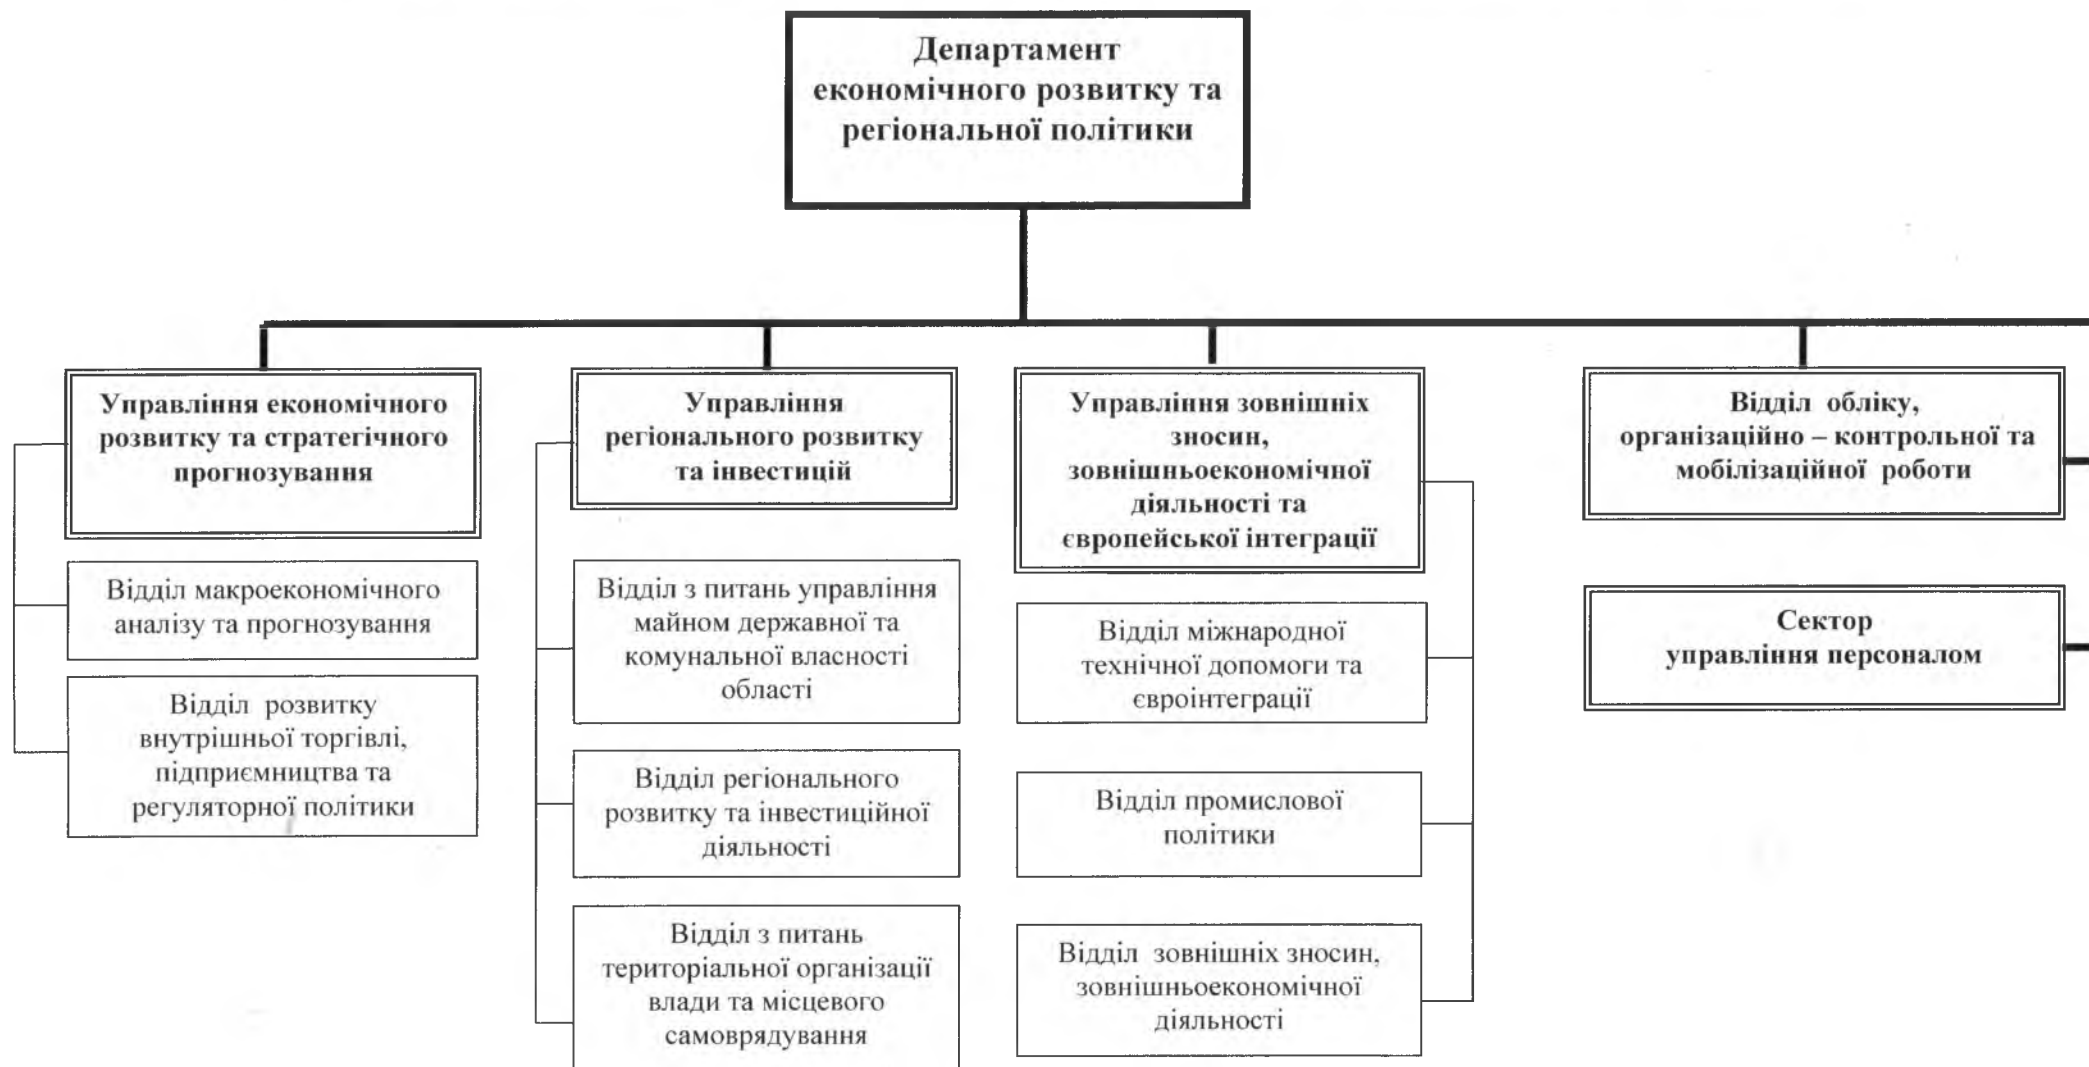 Департамент
економічного розвитку та
регіональної політики
Управління економічного
розвитку та стратегічного
прогнозування
Відділ макроекономічного
аналізу та прогнозування
Відділ розвитку
внутрішньої торгівлі,
підприємництва та
регуляторної політики
Управління
регіонального розвитку
та інвестицій
Відділ з питань управління
майном державної та
комунальної власності
області
Відділ регіонального
розвитку та інвестиційної
діяльності
Відділ з питань
територіальної організації
влади та місцевого
самоврядування
Управління зовнішніх
зносин,
зовнішньоекономічної
діяльності та
європейської інтеграції
Відділ міжнародної
технічної допомоги та
євроінтеграції
Відділ промислової
політики
Відділ зовнішніх зносин,
зовнішньоекономічної
діяльності
Відділ обліку,
організаційно – контрольної та
мобілізаційної роботи
Сектор
управління персоналом